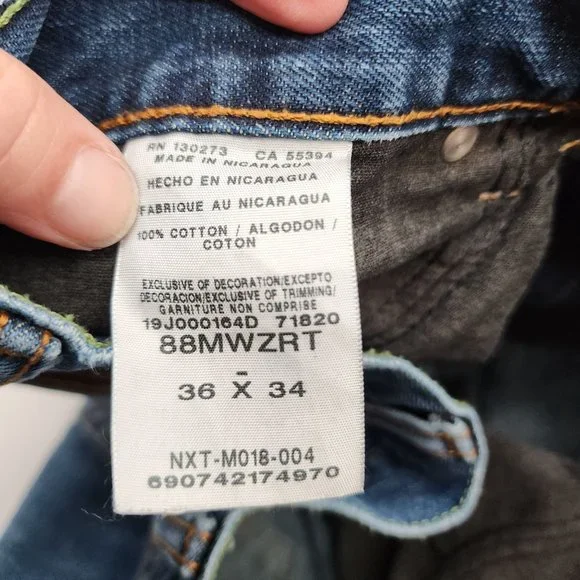 RN 130273 CA 55394
MADE IN NICARAGUA
HECHO EN NICARAGUA
FABRIQUE AU NICARAGUA
100% COTTON / ALGODON /
COTON
EXCLUSIVE OF DECORATION/EXCEPTO
DECORACION/EXCLUSIVE OF TRIMMING/
GARNITURE NON COMPRISE
19J000164D 71820
88MWZRT
-
36 X 34
NXT-M018-004
690742174970